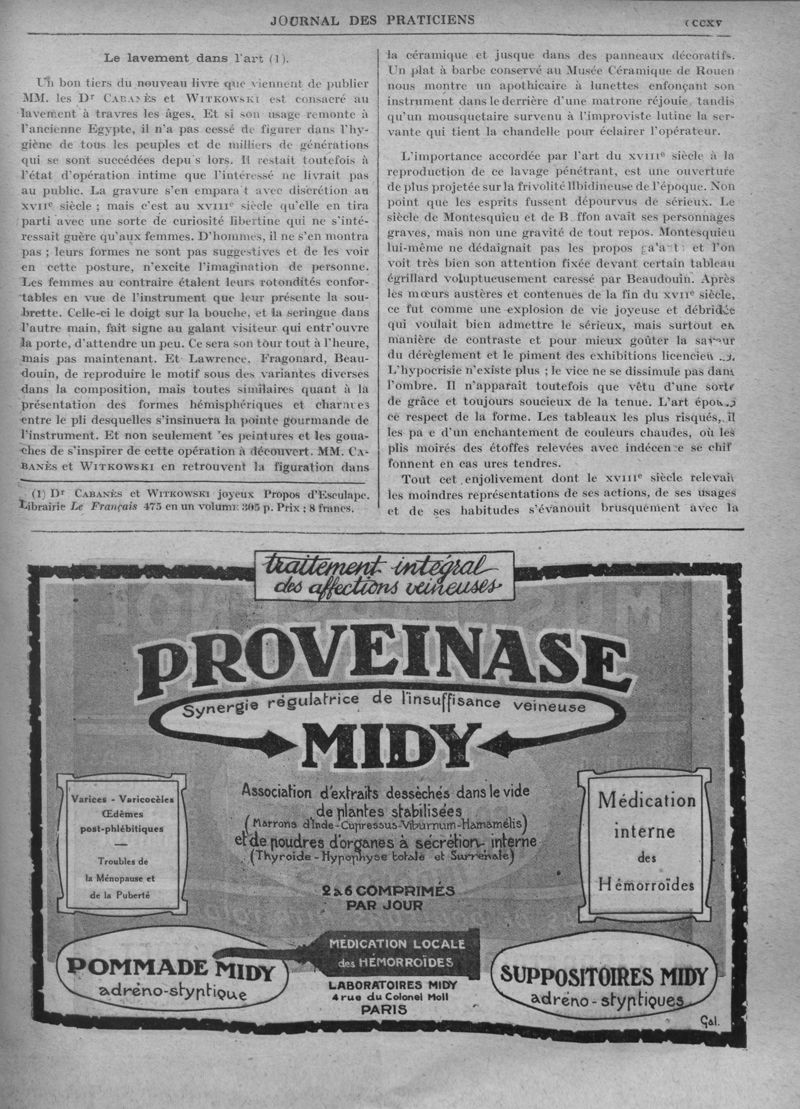 JOURNAL DES PRATICIENS
CCXV
Le lavement dans l'art (1).
Un bon tiers du nouveau livre que viennent de publier
MM. les Dr CABANÈS et WITKOWSKI est consacré au
lavement à travres les âges. Et si son usage remonte à
l'ancienne Egypte, il n'a pas cessé de figurer dans l'hy-
giène de tous les peuples et de milliers de générations
qui se sont succédées depu s lors. Il restait toutefois à
l'état d'opération intime que l'intéressé ne livrait pas
au public. La gravure s'en empara t avec discrétion au
XVIIe siècle ; mais c'est au XVIIIe siècle qu'elle en tira
parti avec une sorte de curiosité libertine qui ne s'inté-
ressait guère qu'aux femmes. D'hommes, il ne s'en montra
pas ; leurs formes ne sont pas suggestives et de les voir
en cette posture, n'excite l'imagination de personne.
Les femmes au contraire étalent leurs rotondités confor-
tables en vue de l'instrument que leur présente la sou-
brette. Celle-ci le doigt sur la bouche, et la seringue dans
l'autre main, fait signe au galant visiteur qui entr'ouvre
la porte, d'attendre un peu. Ce sera son tour tout à l'heure,
mais pas maintenant. Et Lawrence, Fragonard, Beau-
douin, de reproduire le motif sous des variantes diverses
dans la composition, mais toutes similaires quant à la
présentation des formes hémisphériques et charnues
entre le pli desquelles s'insinuera la pointe gourmande de
l'instrument. Et non seulement 'es peintures et les goua-
ches de s'inspirer de cette opération à découvert. MM. CA-
BANÈS et WITKOWSKI en retrouvent la figuration dans
(1) Dr CABANÈS et WITKOWSKI joyeux Propos d'Esculape.
Librairie Le Français 475 en un volume 305 p. Prix ; 8 francs.
la céramique et jusque dans des panneaux décoratifs.
Un plat à barbe conservé au Musée Céramique de Rouen
nous montre un apothicaire à lunettes enfonçant son
instrument dans le derrière d'une matrone réjouie tandis
qu'un mousquetaire survenu à l'improviste lutine la ser-
vante qui tient la chandelle pour éclairer l'opérateur.
L'importance accordée par l'art du XVIIIe siècle à la
reproduction de ce lavage pénétrant, est une ouverture
de plus projetée sur la frivolité libidineuse de l'époque. Non
point que les esprits fussent dépourvus de sérieux. Le
siècle de Montesquieu et de B ffon avait ses personnages
graves, mais non une gravité de tout repos. Montesquieu
lui-même ne dédaignait pas les propos et l'on
voit très bien son attention fixée devant certain tableau
égrillard voluptueusement caressé par Beaudouin. Après
les mœurs austères et contenues de la fin du XVIIe siècle,
ce fut comme une explosion de vie joyeuse et débridée
qui voulait bien admettre le sérieux, mais surtout en
manière de contraste et pour mieux goûter la saveur
du dérèglement et le piment des exhibitions licencieu
L'hypocrisie n'existe plus ; le vice ne se dissimule pas dans
l'ombre. Il n'apparaît toutefois que vêtu d'une sorte
de grâce et toujours soucieux de la tenue. L'art
ce respect de la forme. Les tableaux les plus risqués, il
les pa e d'un enchantement de couleurs chaudes, où les
plis moirés des étoffes relevées avec indécence se chif
fonnent en cas ures tendres.
Tout cet enjolivement dont le XVIIIe siècle relevait
les moindres représentations de ses actions, de ses usages
et de ses habitudes s'évanouit brusquement avec la
traitement intégral
des affections veineuses
PROVEINASE
Synergie régulatrice de l'insuffisance veineuse
MIDY
Varices - Varicocèles
Œdèmes
post-phlébitiques
Troubles de
la Ménopause et
de la Puberté
Association d'extraits desséchés dans le vide
de plantes stabilisées
(Marrons d'Inde - Cupressus - Viburnum - Hamamélis)
et de poudres d'organes à sécrétion interne
(Thyroïde - Hypophyse totale et Surrénale)
2 à 6 COMPRIMÉS
PAR JOUR
Médication
interne
des
Hémorroïdes
POMMADE MIDY
adréno-styptique
MÉDICATION LOCALE
des HÉMORROÏDES
LABORATOIRES MIDY
4 rue du Colonel Moll
PARIS
SUPPOSITOIRES MIDY
adréno-styptiques
Gal.